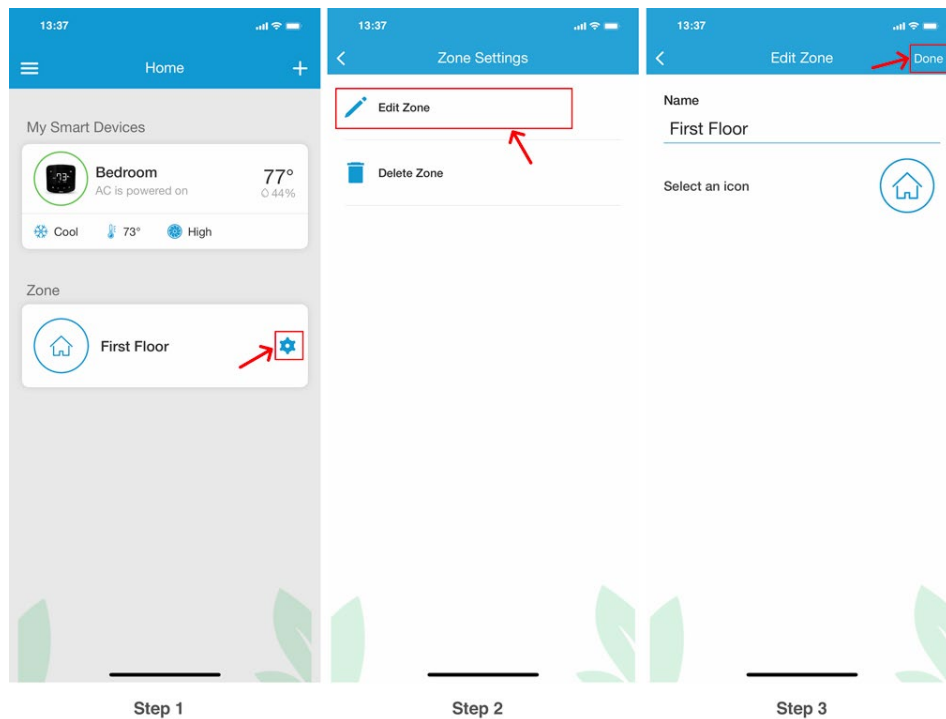 13:37
Home
My Smart Devices
-73-
Bedroom
AC is powered on
77°
44%
Cool
73°
High
Zone
First Floor
Step 1
13:37
Zone Settings
Edit Zone
Delete Zone
Step 2
13:37
Edit Zone
Done
Name
First Floor
Select an icon
Step 3